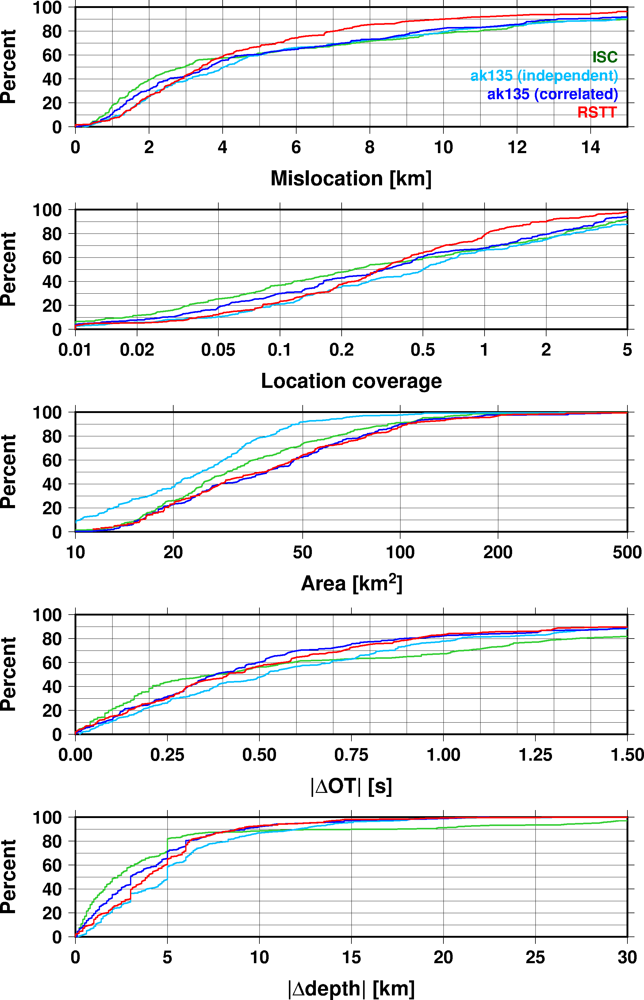 100
80
60
40
20
0
Percent
ISC
ak135 (independent)
ak135 (correlated)
RSTT
0 2 4 6 8 10 12 14
Mislocation [km]
100
80
60
40
20
0
Percent
0.01 0.02 0.05 0.1 0.2 0.5 1 2 5
Location coverage
100
80
60
40
20
0
Percent
10 20 50 100 200 500
Area [km²]
100
80
60
40
20
0
Percent
0.00 0.25 0.50 0.75 1.00 1.25 1.50
|ΔOT| [s]
100
80
60
40
20
0
Percent
0 5 10 15 20 25 30
|Δdepth| [km]